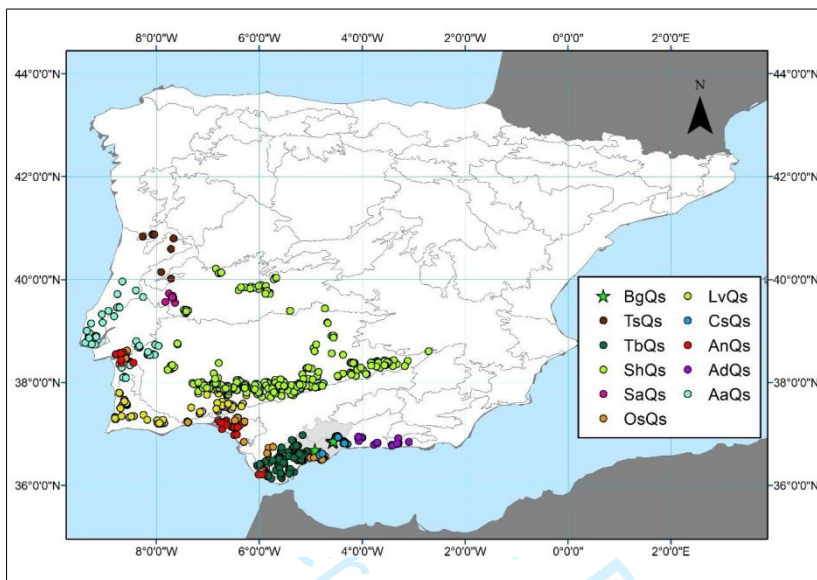 8°0'0"W 6°0'0"W 4°0'0"W 2°0'0"W 0°0'0" 2°0'0"E
44°0'0"N 44°0'0"N
N
42°0'0"N 42°0'0"N
40°0'0"N 40°0'0"N
BgQs LvQs
TsQs CsQs
TbQs AnQs
ShQs AdQs
SaQs AaQs
OsQs
38°0'0"N 38°0'0"N
36°0'0"N 36°0'0"N
8°0'0"W 6°0'0"W 4°0'0"W 2°0'0"W 0°0'0" 2°0'0"E